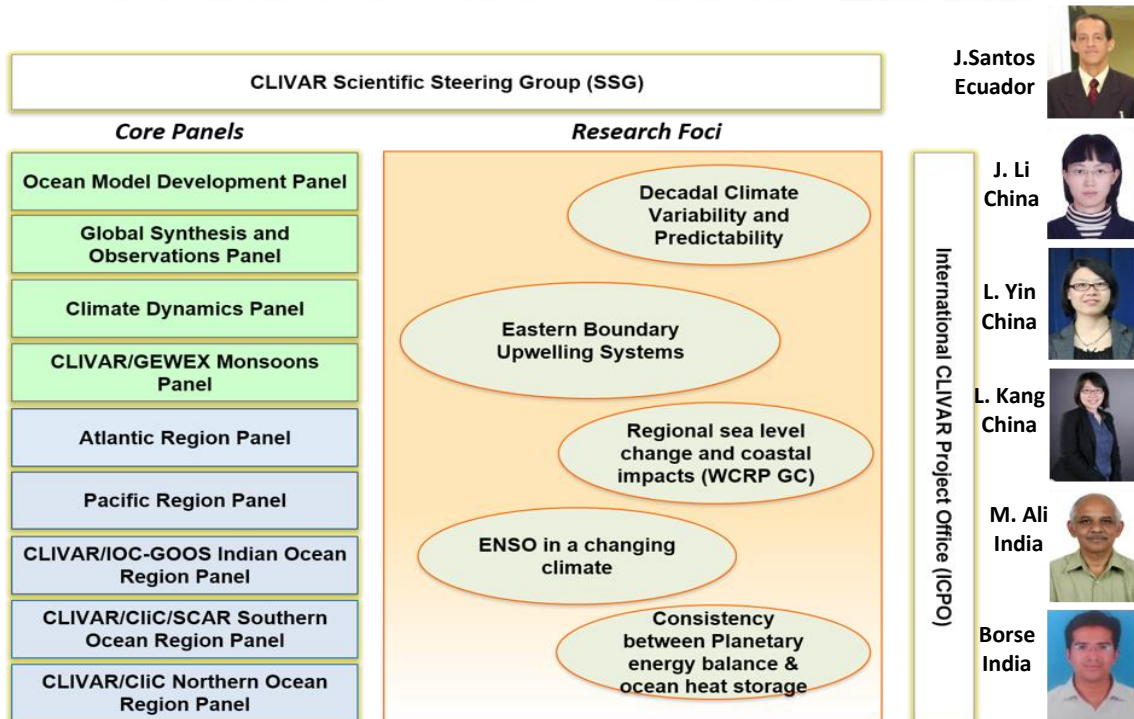 CLIVAR Scientific Steering Group (SSG)
Core Panels
Ocean Model Development Panel
Global Synthesis and
Observations Panel
Climate Dynamics Panel
CLIVAR/GEWEX Monsoons
Panel
Atlantic Region Panel
Pacific Region Panel
CLIVAR/IOC-GOOS Indian Ocean
Region Panel
CLIVAR/CliC/SCAR Southern
Ocean Region Panel
CLIVAR/CliC Northern Ocean
Region Panel
Research Foci
Decadal Climate
Variability and
Predictability
Eastern Boundary
Upwelling Systems
Regional sea level
change and coastal
impacts (WCRP GC)
ENSO in a changing
climate
Consistency
between Planetary
energy balance &
ocean heat storage
International CLIVAR Project Office (ICPO)
J.Santos
Ecuador
J. Li
China
L. Yin
China
L. Kang
China
M. Ali
India
Borse
India